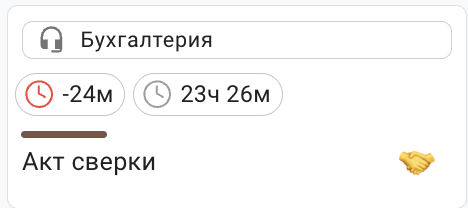 Бухгалтерия
-24м 23ч 26м
Акт сверки